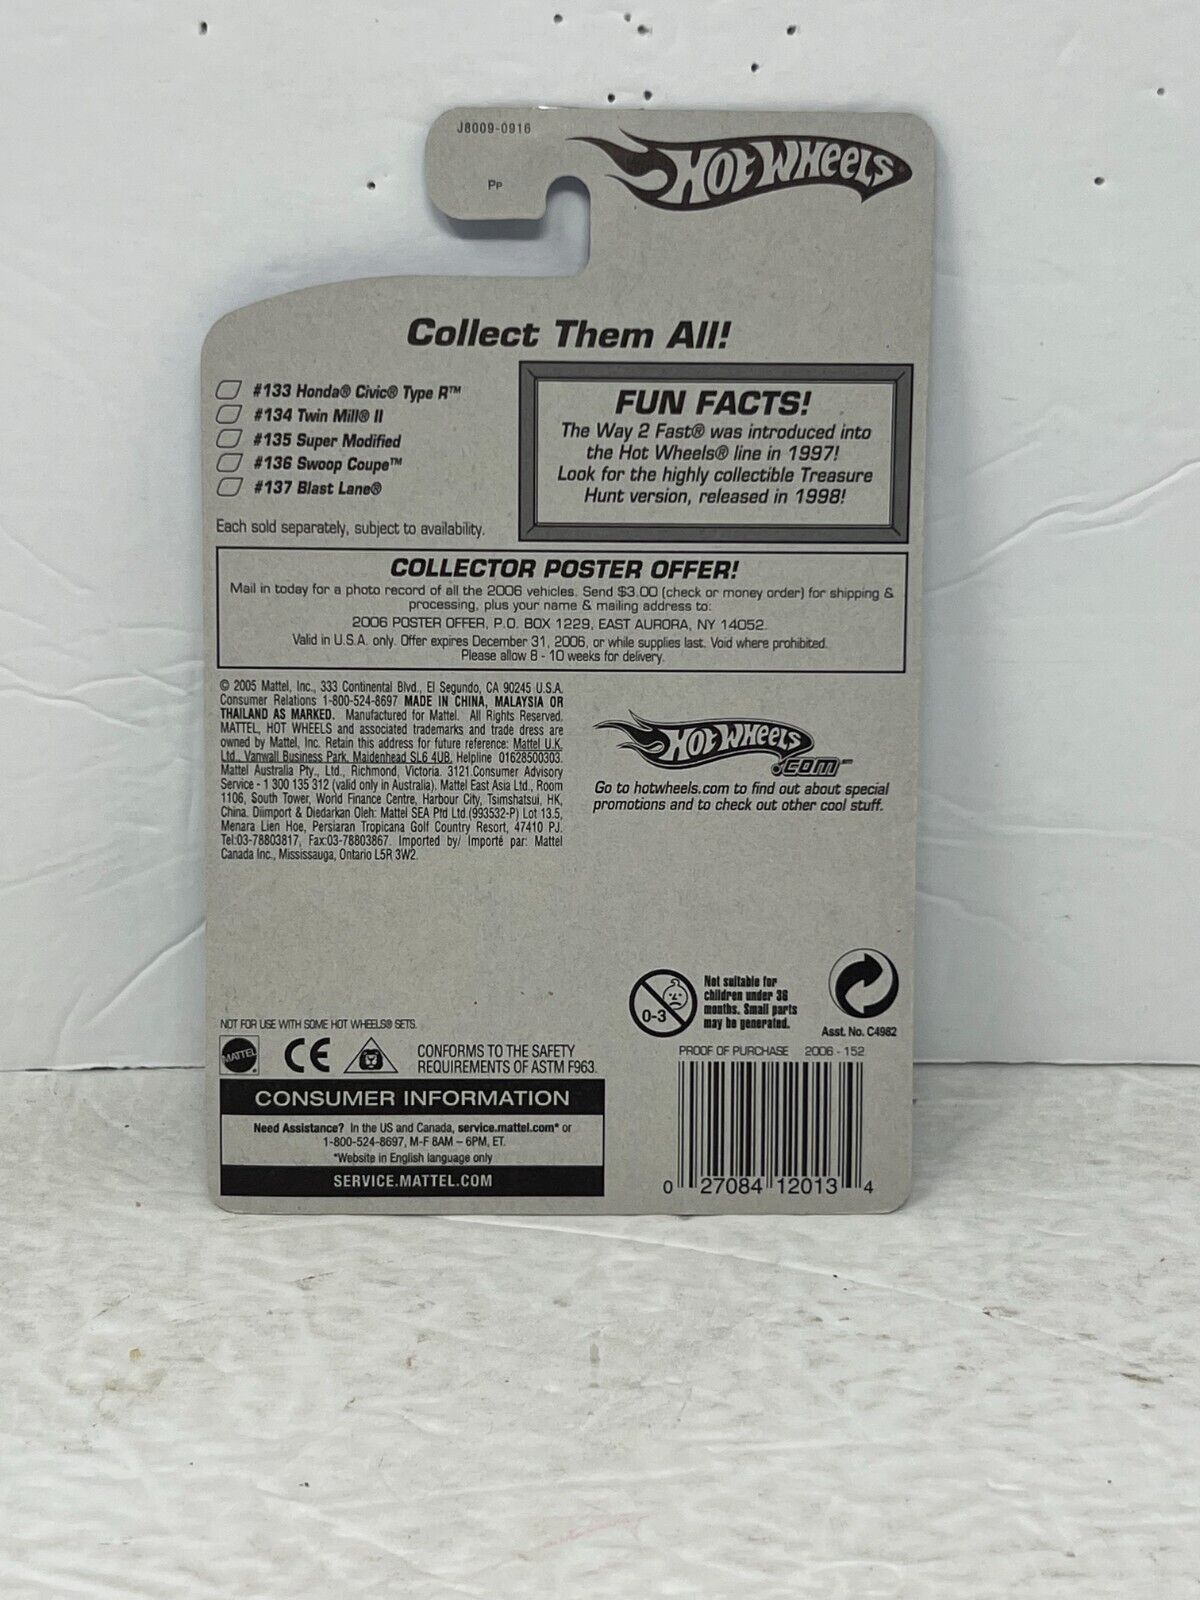 J8009-0916
Pp
HOT WHEELS®
Collect Them All!
#133 Honda® Civic® Type R™
#134 Twin Mill® II
#135 Super Modified
#136 Swoop Coupe™
#137 Blast Lane®
Each sold separately, subject to availability.
FUN FACTS!
The Way 2 Fast® was introduced into
the Hot Wheels® line in 1997!
Look for the highly collectible Treasure
Hunt version, released in 1998!
COLLECTOR POSTER OFFER!
Mail in today for a photo record of all the 2006 vehicles. Send $3.00 (check or money order) for shipping &
processing, plus your name & mailing address to:
2006 POSTER OFFER, P.O. BOX 1229, EAST AURORA, NY 14052.
Valid in U.S.A. only. Offer expires December 31, 2006, or while supplies last. Void where prohibited.
Please allow 8 - 10 weeks for delivery.
© 2005 Mattel, Inc., 333 Continental Blvd., El Segundo, CA 90245 U.S.A.
Consumer Relations 1-800-524-8697 MADE IN CHINA, MALAYSIA OR
THAILAND AS MARKED. Manufactured for Mattel. All Rights Reserved.
MATTEL, HOT WHEELS and associated trademarks and trade dress are
owned by Mattel, Inc. Retain this address for future reference: Mattel U.K.
Ltd., Vanwall Business Park, Maidenhead SL6 4UB. Helpline 01628500303.
Mattel Australia Pty., Ltd., Richmond, Victoria. 3121.Consumer Advisory
Service - 1 300 135 312 (valid only in Australia). Mattel East Asia Ltd., Room
1106, South Tower, World Finance Centre, Harbour City, Tsimshatsui, HK,
China. Diimport & Diedarkan Oleh: Mattel SEA Ptd Ltd.(993532-P) Lot 13.5,
Menara Lien Hoe, Persiaran Tropicana Golf Country Resort, 47410 PJ.
Tel:03-78803817, Fax:03-78803867. Imported by/ Importé par: Mattel
Canada Inc., Mississauga, Ontario L5R 3W2.
HOT WHEELS
.COM™
Go to hotwheels.com to find out about special
promotions and to check out other cool stuff.
0-3
Not suitable for
children under 36
months. Small parts
may be generated.
Asst. No. C4982
NOT FOR USE WITH SOME HOT WHEELS® SETS.
MATTEL®
CE
CONFORMS TO THE SAFETY
REQUIREMENTS OF ASTM F963.
PROOF OF PURCHASE 2006 - 152
CONSUMER INFORMATION
Need Assistance? In the US and Canada, service.mattel.com* or
1-800-524-8697, M-F 8AM – 6PM, ET.
*Website in English language only
SERVICE.MATTEL.COM
0 27084 12013 4